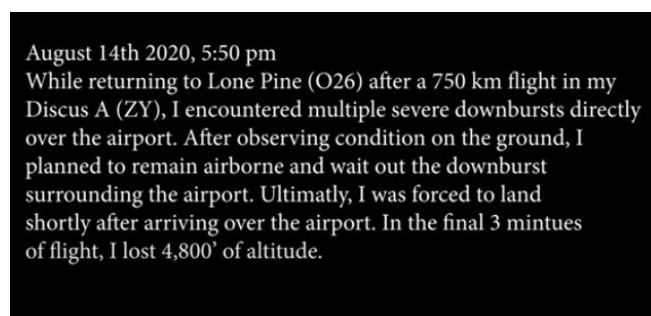 August 14th 2020, 5:50 pm
While returning to Lone Pine (O26) after a 750 km flight in my
Discus A (ZY), I encountered multiple severe downbursts directly
over the airport. After observing condition on the ground, I
planned to remain airborne and wait out the downburst
surrounding the airport. Ultimatly, I was forced to land
shortly after arriving over the airport. In the final 3 mintues
of flight, I lost 4,800’ of altitude.